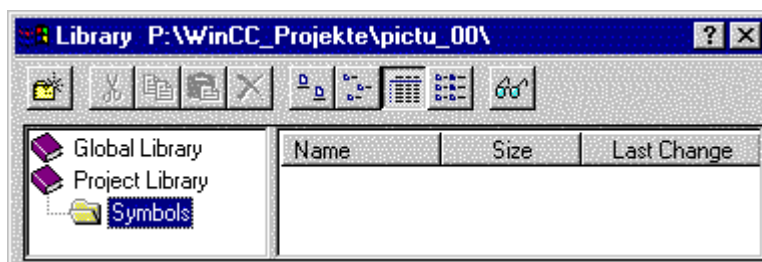 Library P:\WinCC_Projekte\pictu_00\
Global Library
Project Library
Symbols
Name Size Last Change